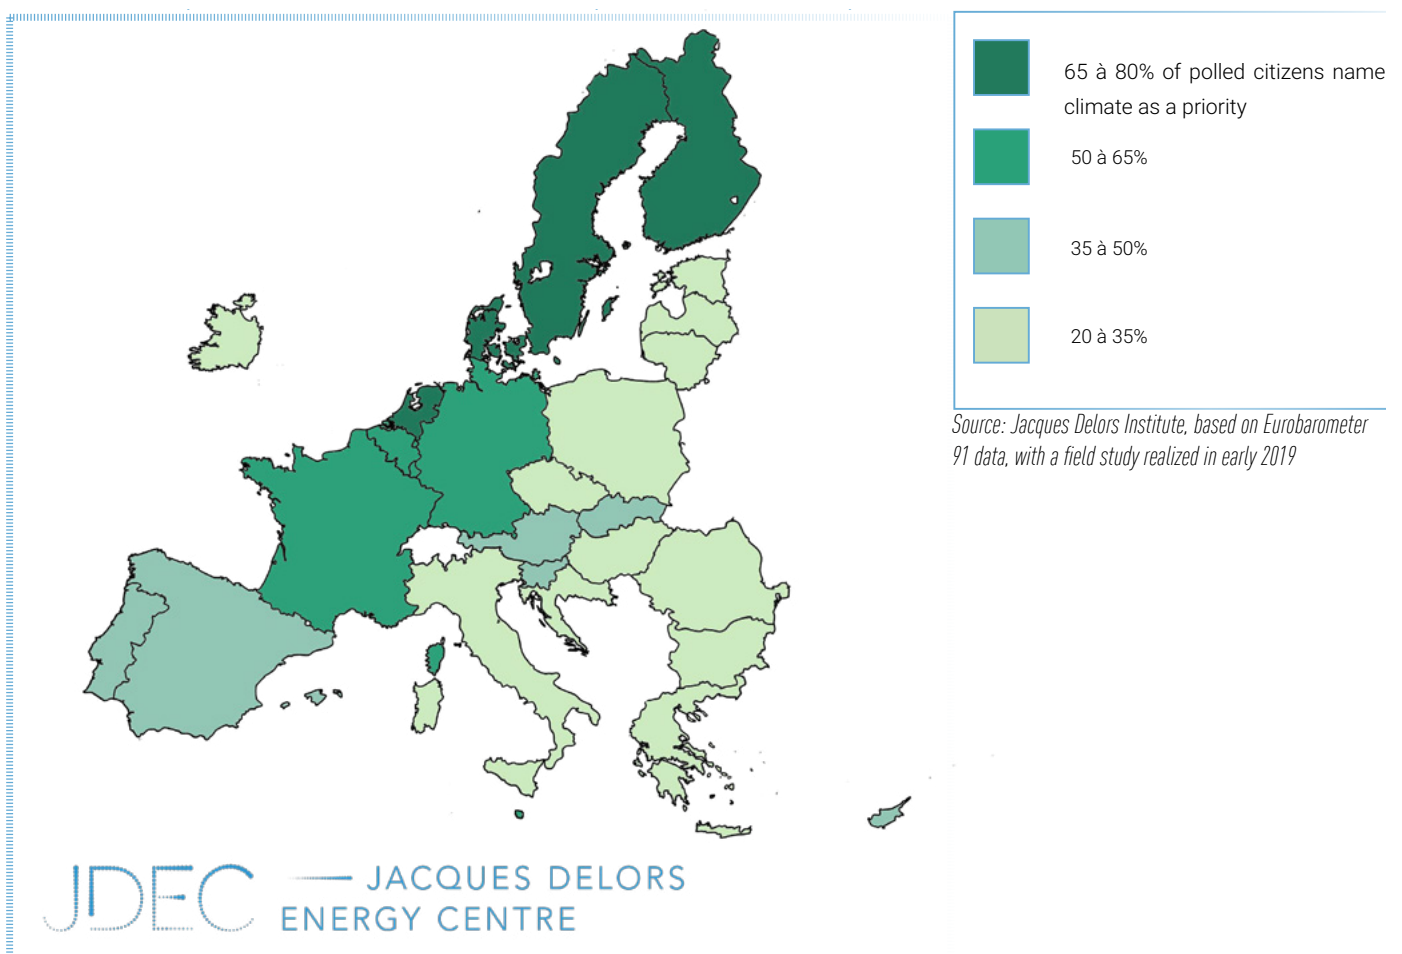 65 à 80% of polled citizens name
climate as a priority
50 à 65%
35 à 50%
20 à 35%
Source: Jacques Delors Institute, based on Eurobarometer
91 data, with a field study realized in early 2019
JDEC
JACQUES DELORS
ENERGY CENTRE